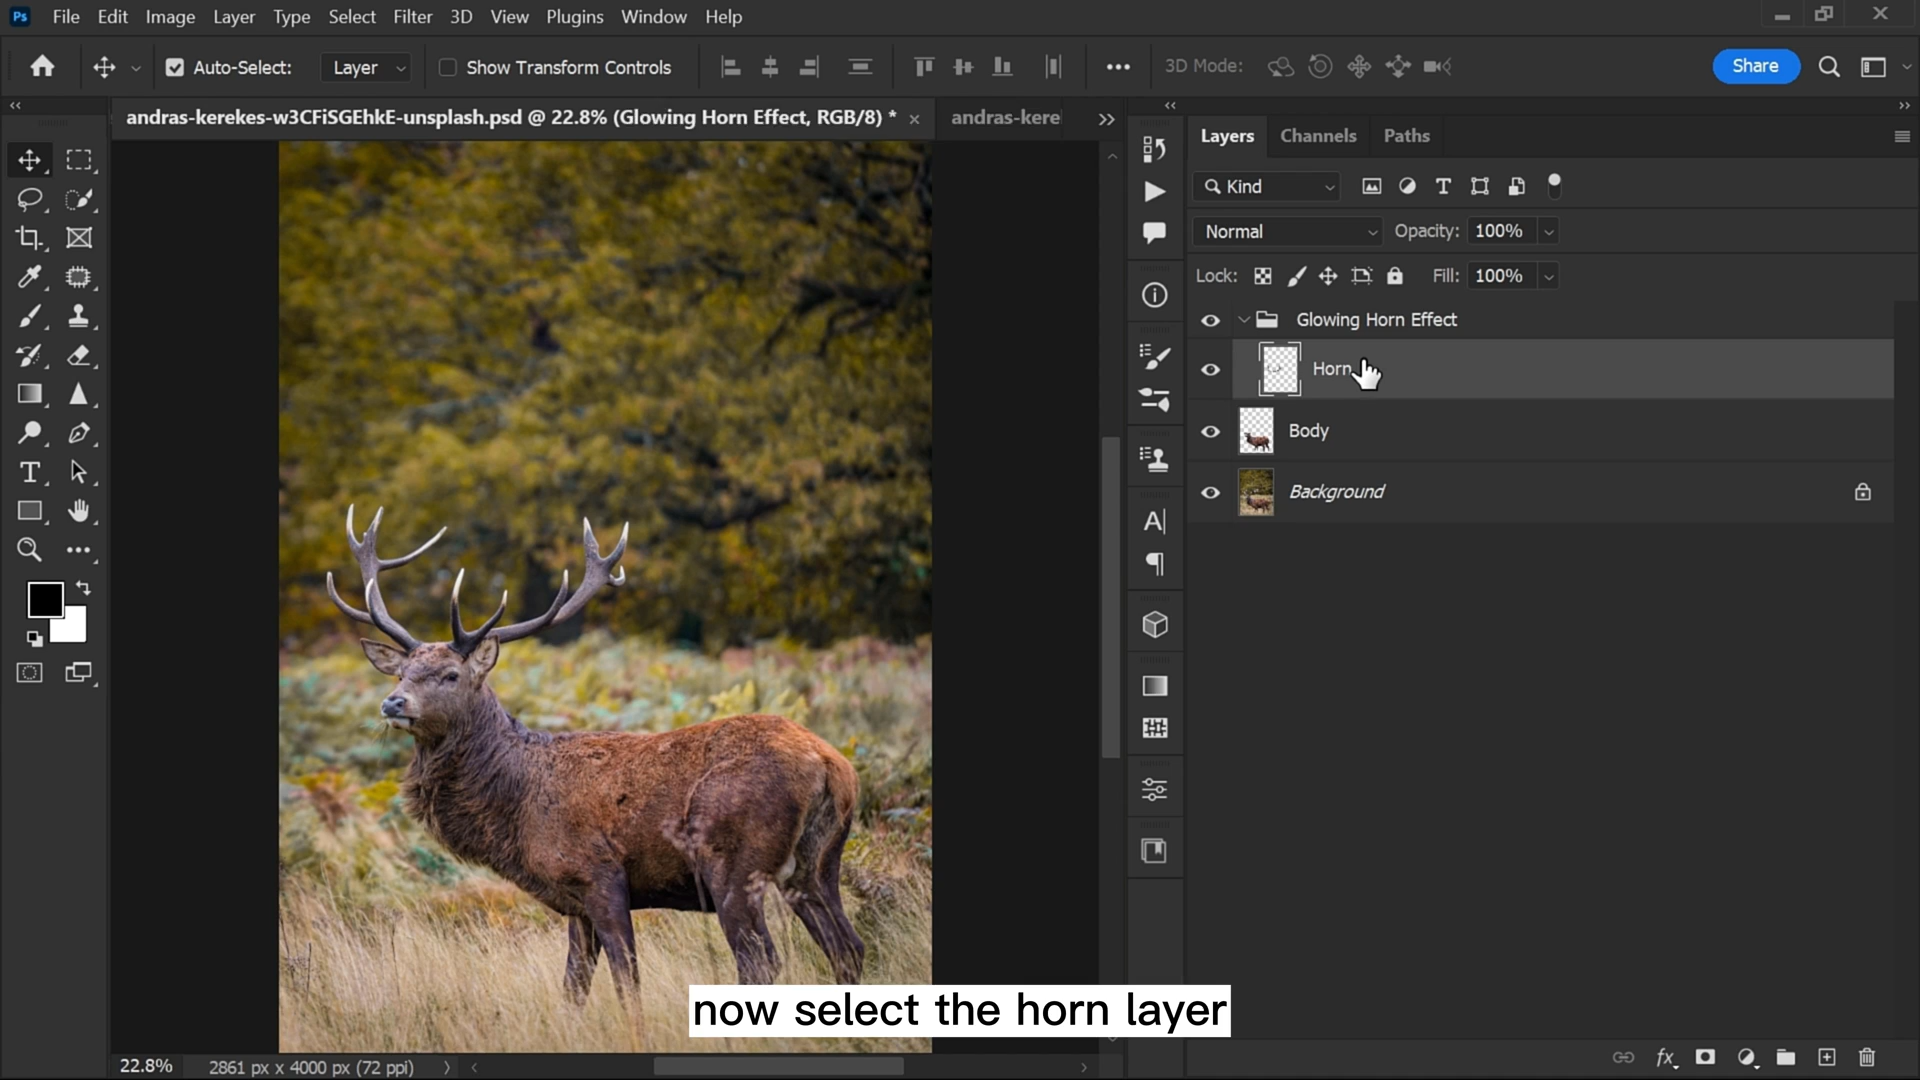 Ps File Edit Image Layer Type Select Filter 3D View Plugins Window Help
Auto-Select: Layer Show Transform Controls 3D Mode: Share
andras-kerekes-w3CFiSGEhkE-unsplash.psd @ 22.8% (Glowing Horn Effect, RGB/8) *
andras-kere
Layers Channels Paths
Kind
Normal Opacity: 100%
Lock: Fill: 100%
Glowing Horn Effect
Horn
Body
Background
now select the horn layer
22.8% 2861 px x 4000 px (72 ppi)
fx